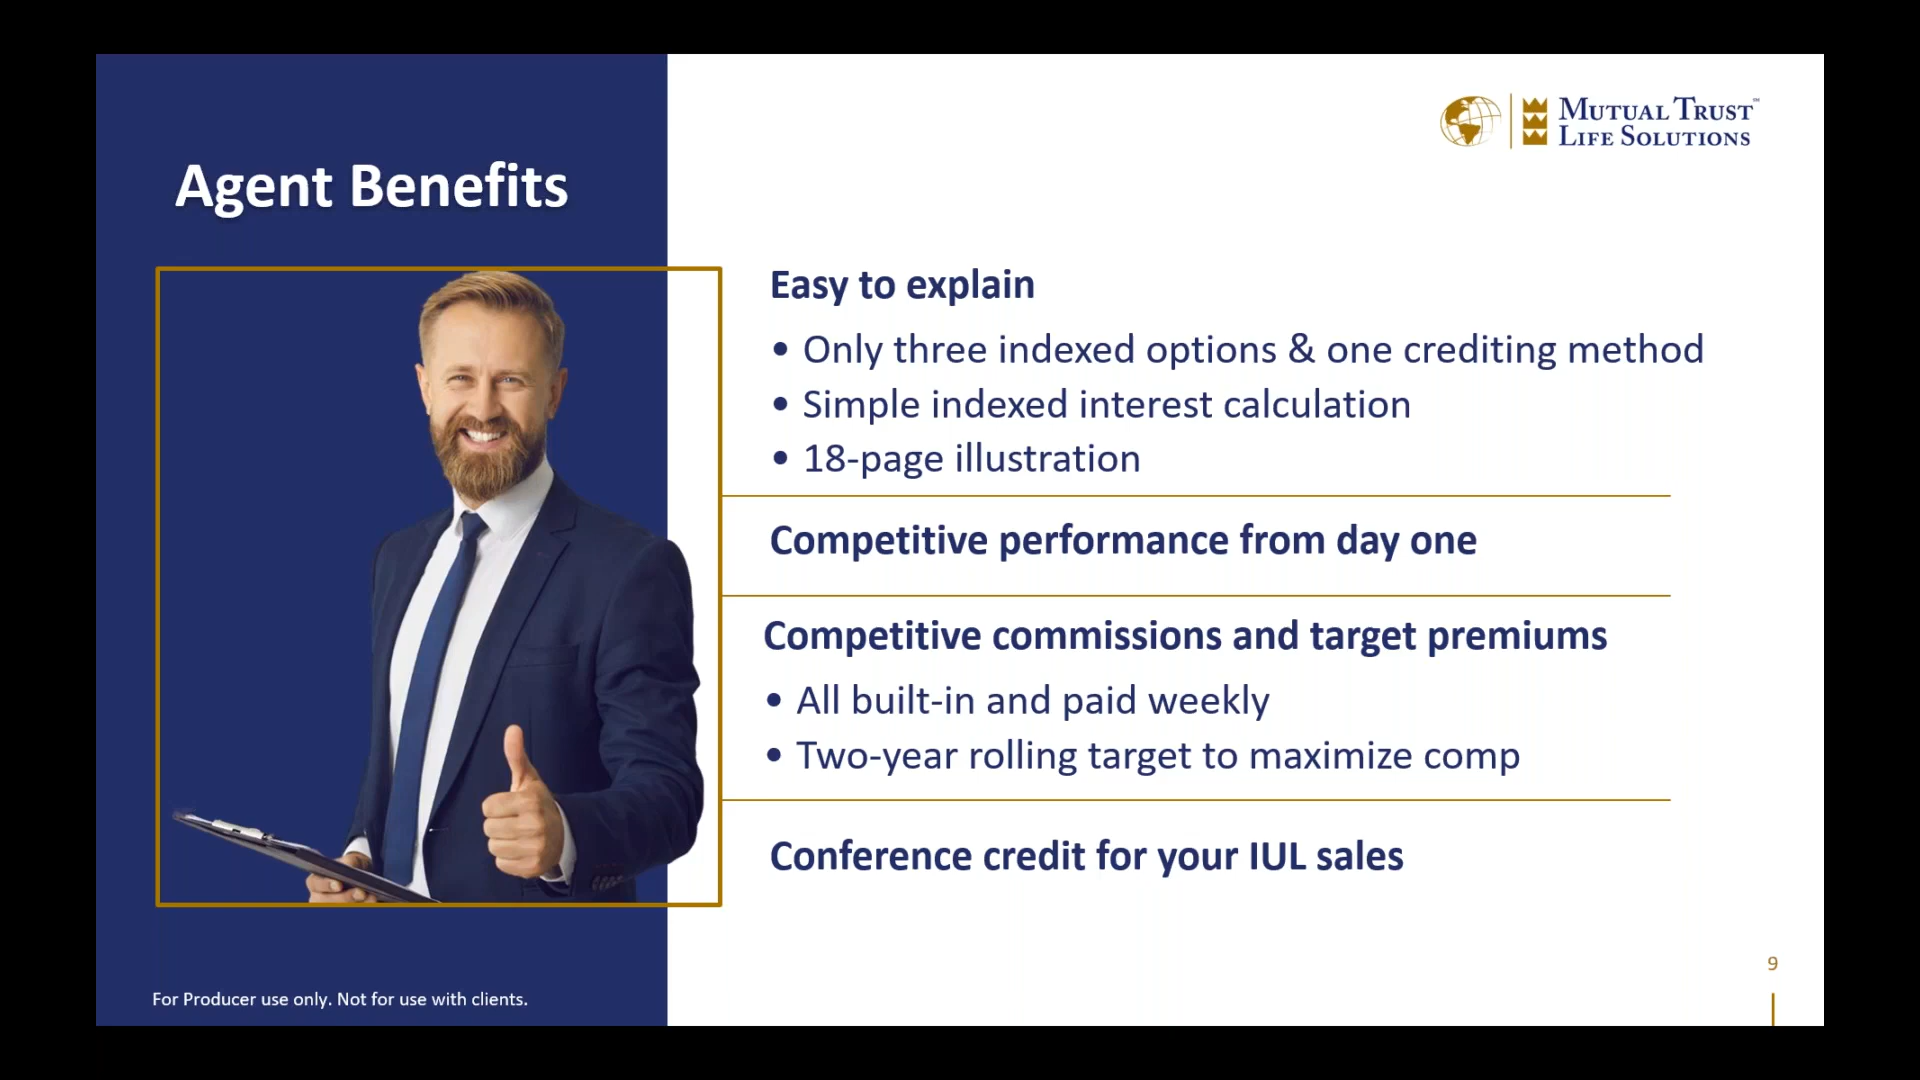 MUTUAL TRUST™
LIFE SOLUTIONS
Agent Benefits
Easy to explain
• Only three indexed options & one crediting method
• Simple indexed interest calculation
• 18-page illustration
Competitive performance from day one
Competitive commissions and target premiums
• All built-in and paid weekly
• Two-year rolling target to maximize comp
Conference credit for your IUL sales
9
For Producer use only. Not for use with clients.